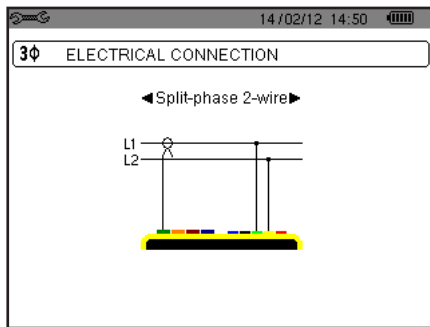 14/02/12 14:50
3ϕ ELECTRICAL CONNECTION
◄Split-phase 2-wire►
L1
L2